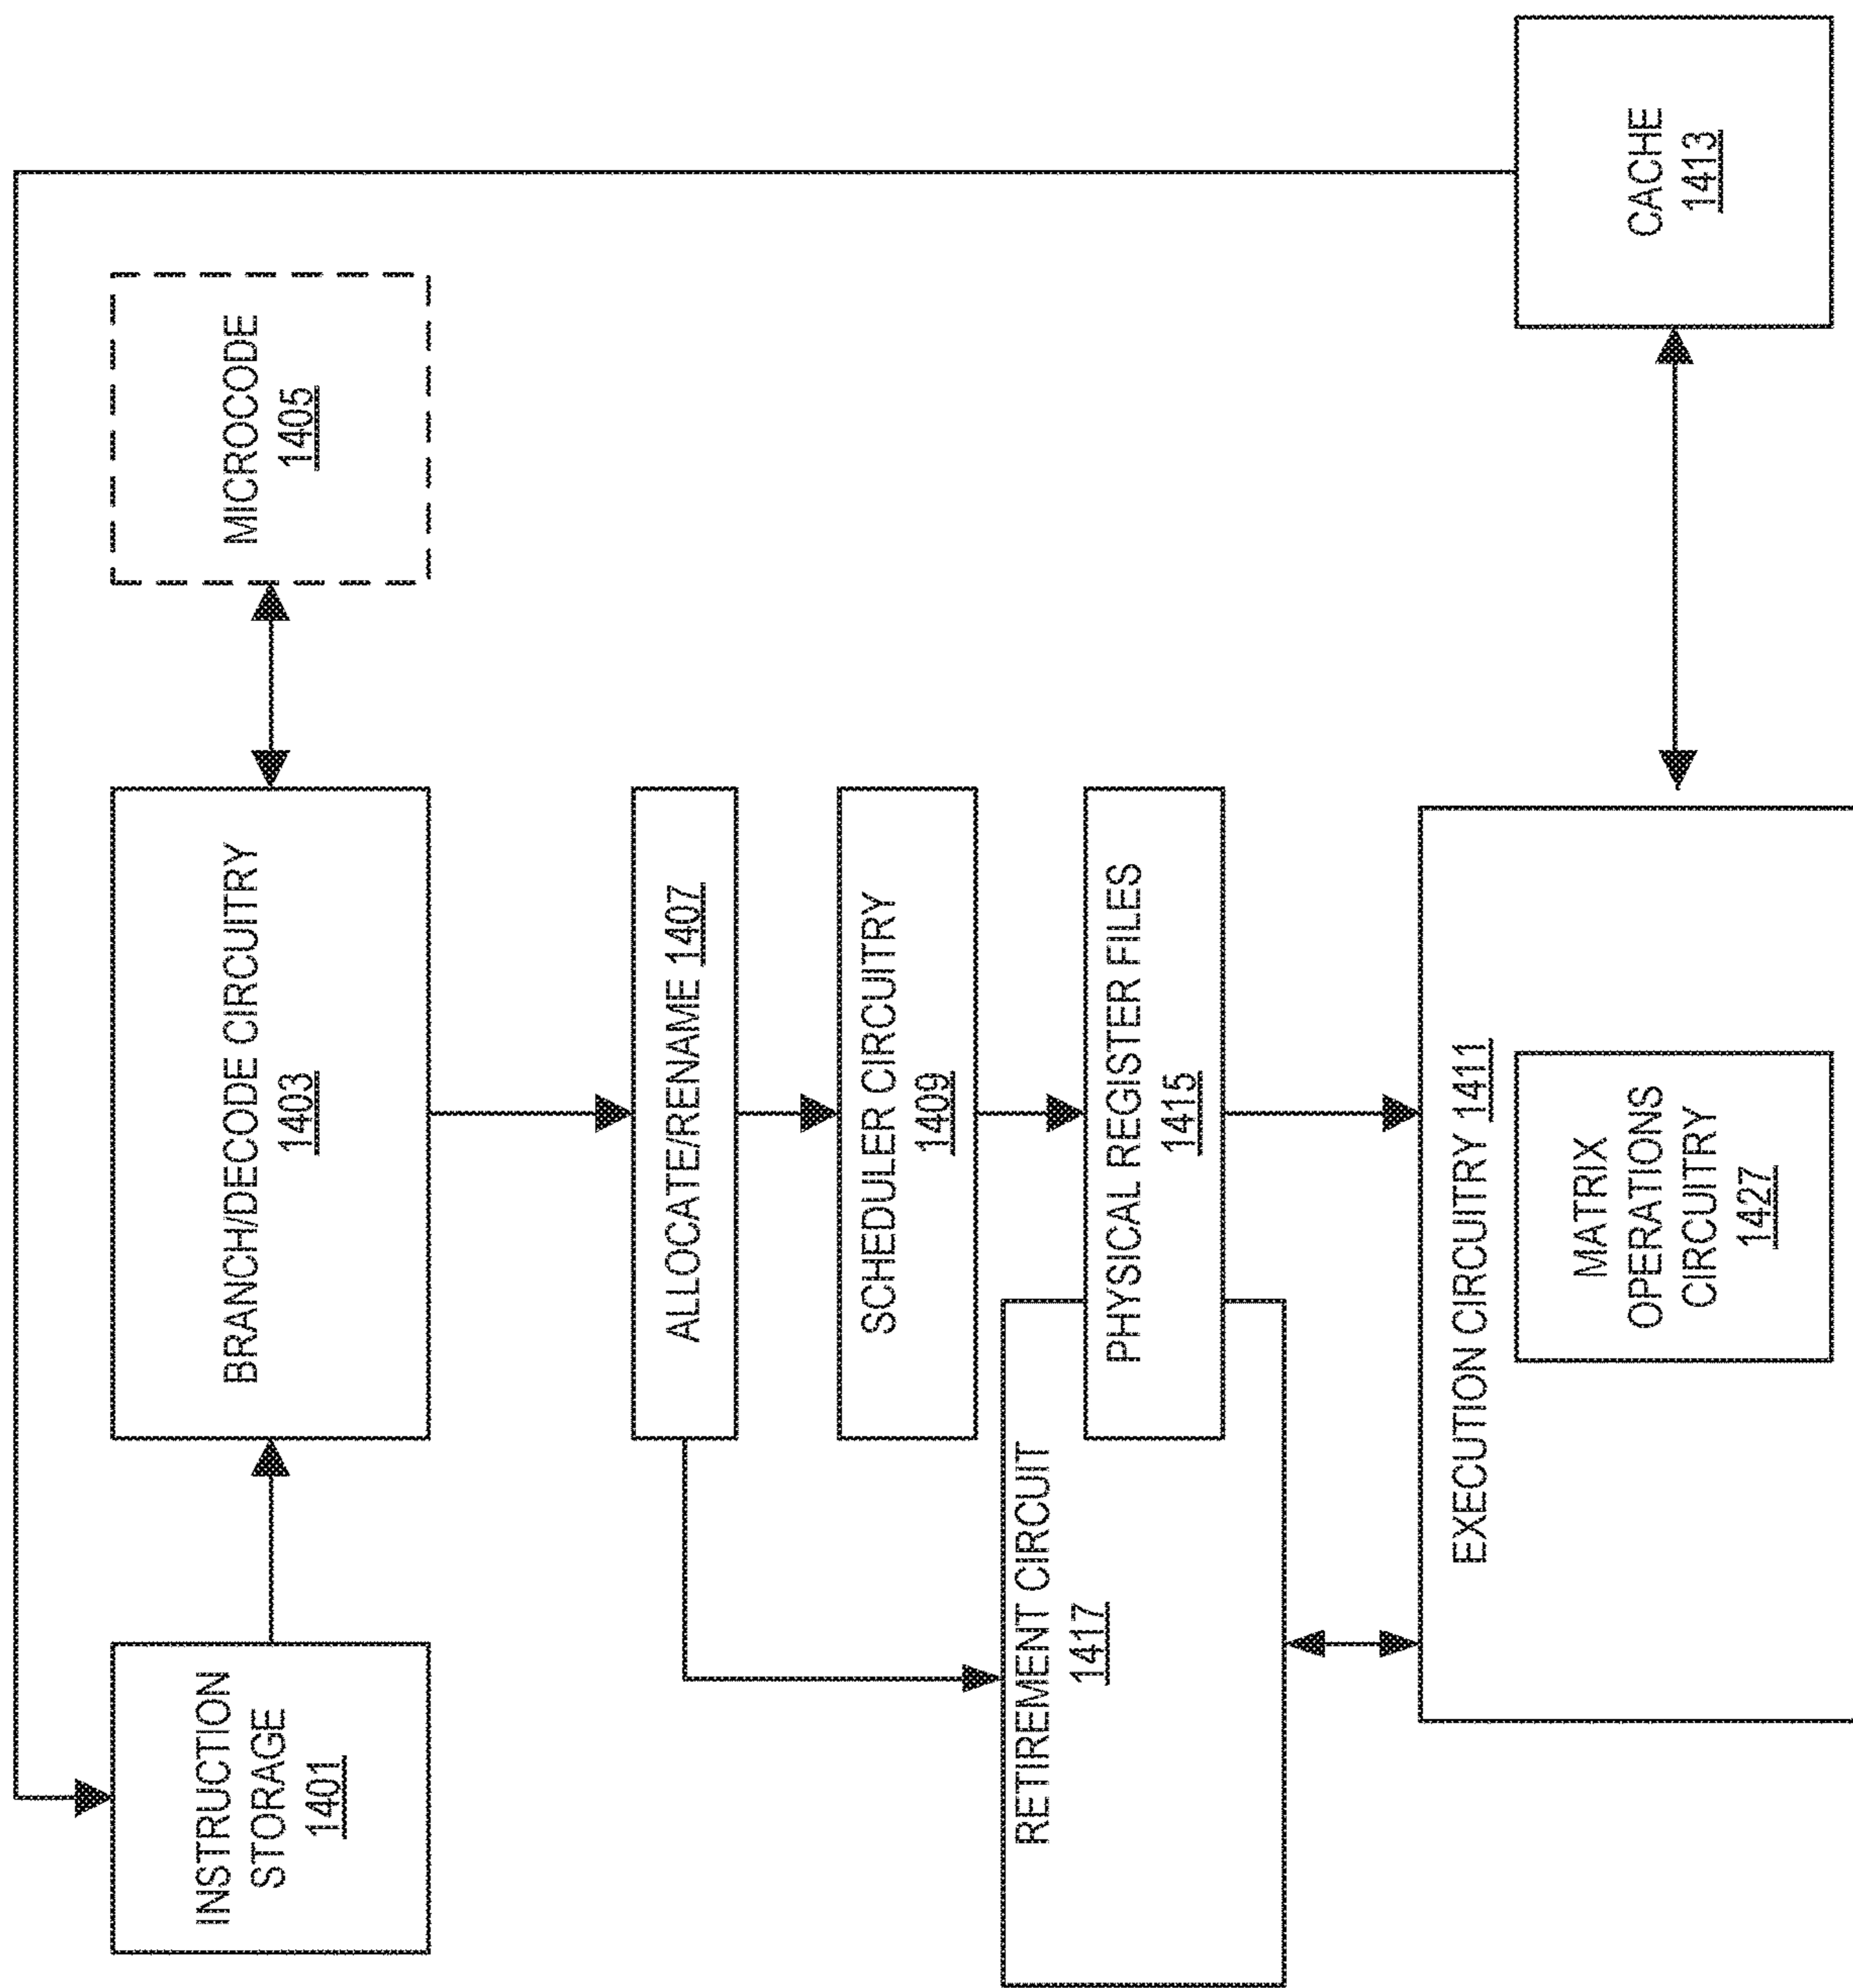 INSTRUCTION
STORAGE
1401
BRANCH/DECODE CIRCUITRY
1403
MICROCODE
1405
ALLOCATE/RENAME 1407
SCHEDULER CIRCUITRY
1409
RETIREMENT CIRCUIT
1417
PHYSICAL REGISTER FILES
1415
EXECUTION CIRCUITRY 1411
MATRIX
OPERATIONS
CIRCUITRY
1427
CACHE
1413